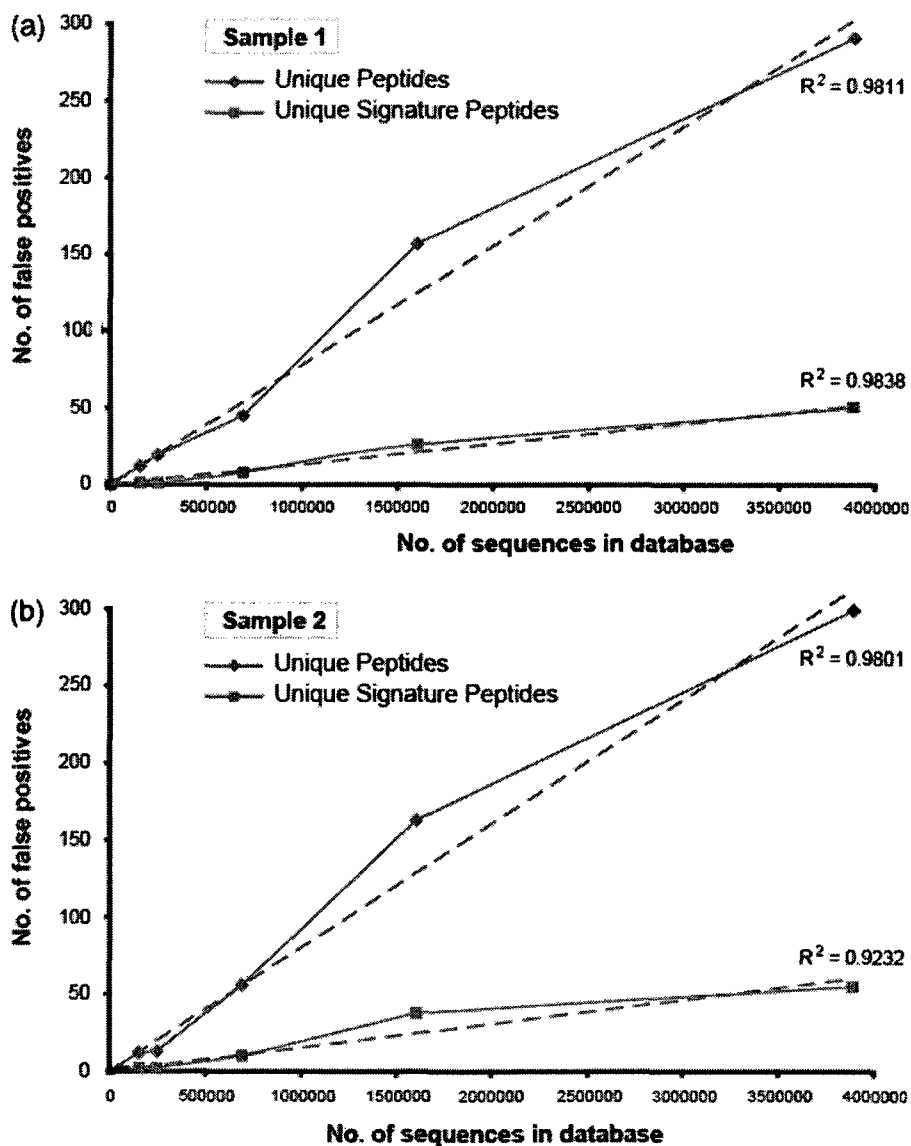 (a)
Sample 1
Unique Peptides
Unique Signature Peptides
R² = 0.9811
R² = 0.9838
No. of false positives
300
250
200
150
100
50
0
0 500000 1000000 1500000 2000000 2500000 3000000 3500000 4000000
No. of sequences in database
(b)
Sample 2
Unique Peptides
Unique Signature Peptides
R² = 0.9801
R² = 0.9232
No. of false positives
300
250
200
150
100
50
0
0 500000 1000000 1500000 2000000 2500000 3000000 3500000 4000000
No. of sequences in database